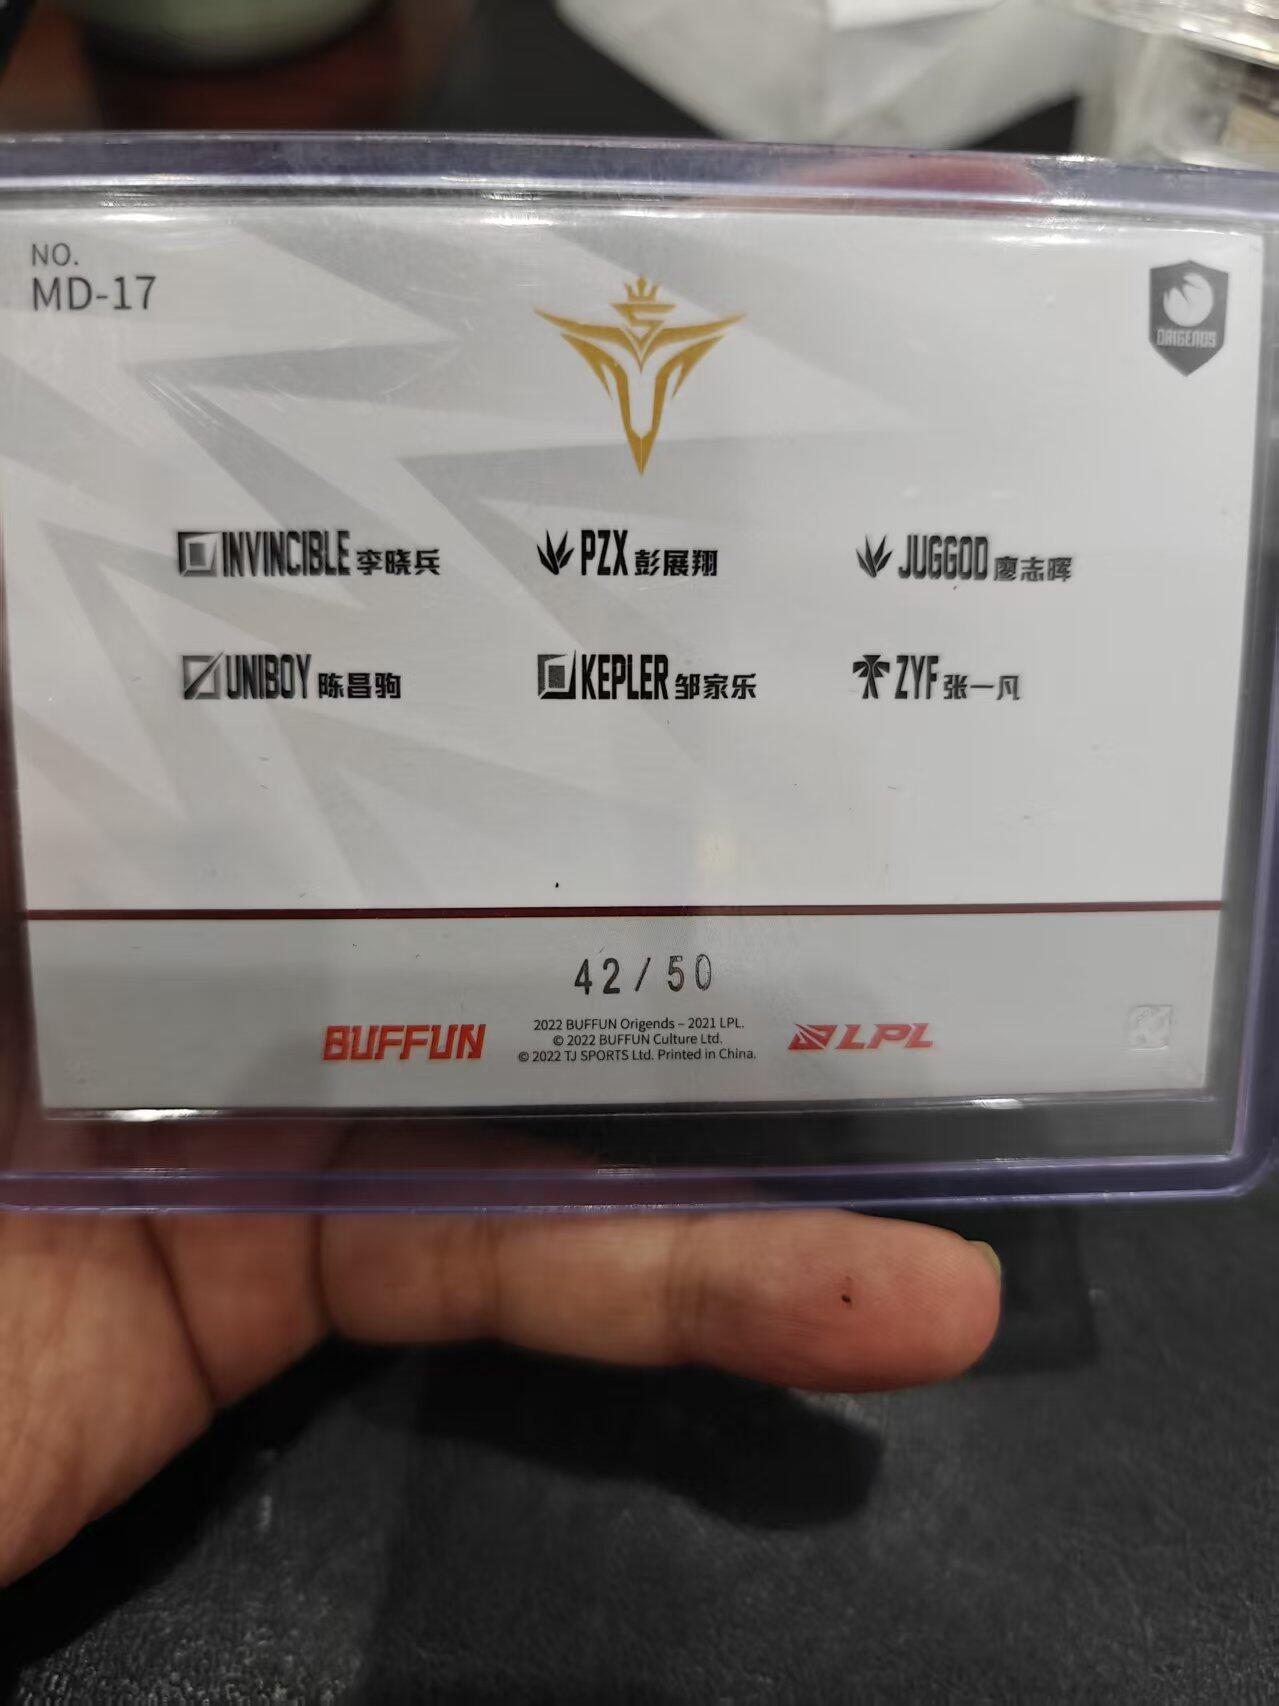 NO.
MD-17
ORIGENDS
INVINCIBLE 李晓兵
PZX 彭展翔
JUGGOD 廖志晖
UNIBOY 陈昌驹
KEPLER 邹家乐
ZYF 张一凡
42/50
BUFFUN
2022 BUFFUN Origends – 2021 LPL.
© 2022 BUFFUN Culture Ltd.
© 2022 TJ SPORTS Ltd. Printed in China.
LPL